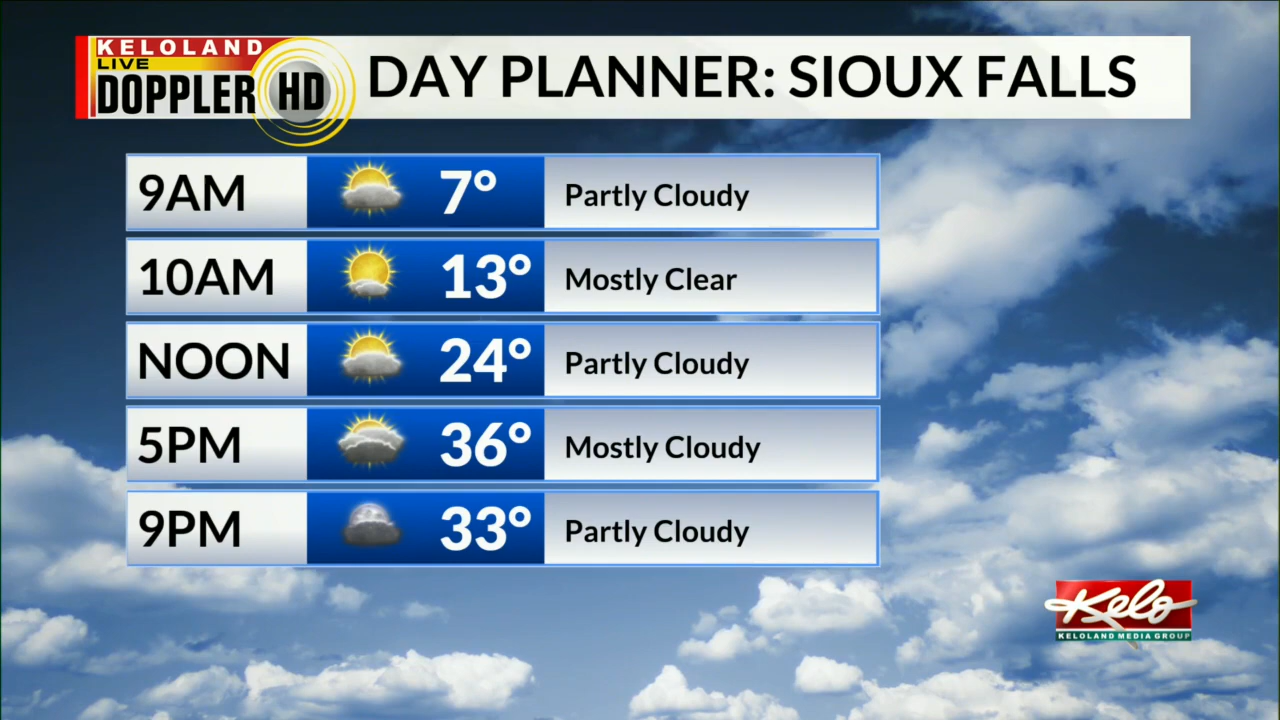 KELOLAND
LIVE
DOPPLER HD
DAY PLANNER: SIOUX FALLS
9AM 7° Partly Cloudy
10AM 13° Mostly Clear
NOON 24° Partly Cloudy
5PM 36° Mostly Cloudy
9PM 33° Partly Cloudy
Kelo
KELOLAND MEDIA GROUP